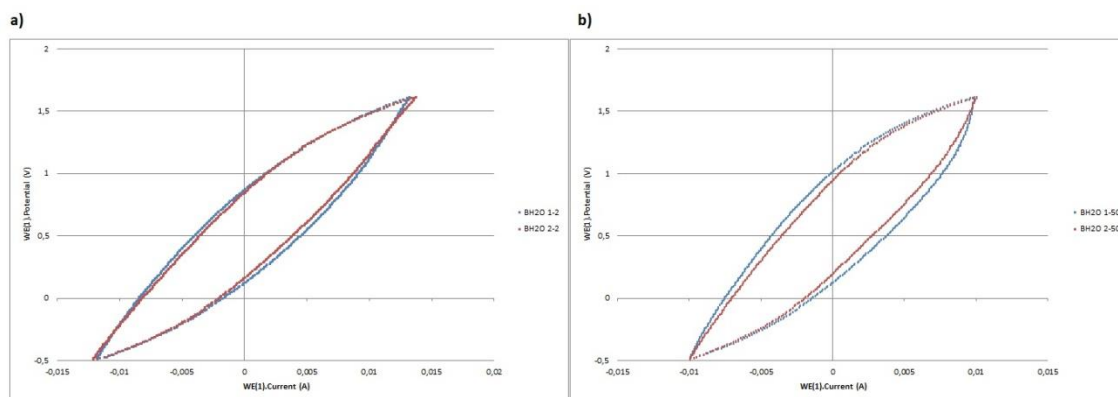 a)
2
1,5
1
0,5
0
-0,5
-0,015
-0,01
-0,005
0
0,005
0,01
0,015
0,02
WE(1).Potential (V)
WE(1).Current (A)
BH2O 1-2
BH2O 2-2
b)
2
1,5
1
0,5
0
-0,5
-0,015
-0,01
-0,005
0
0,005
0,01
0,015
WE(1).Potential (V)
WE(1).Current (A)
BH2O 1-50
BH2O 2-50